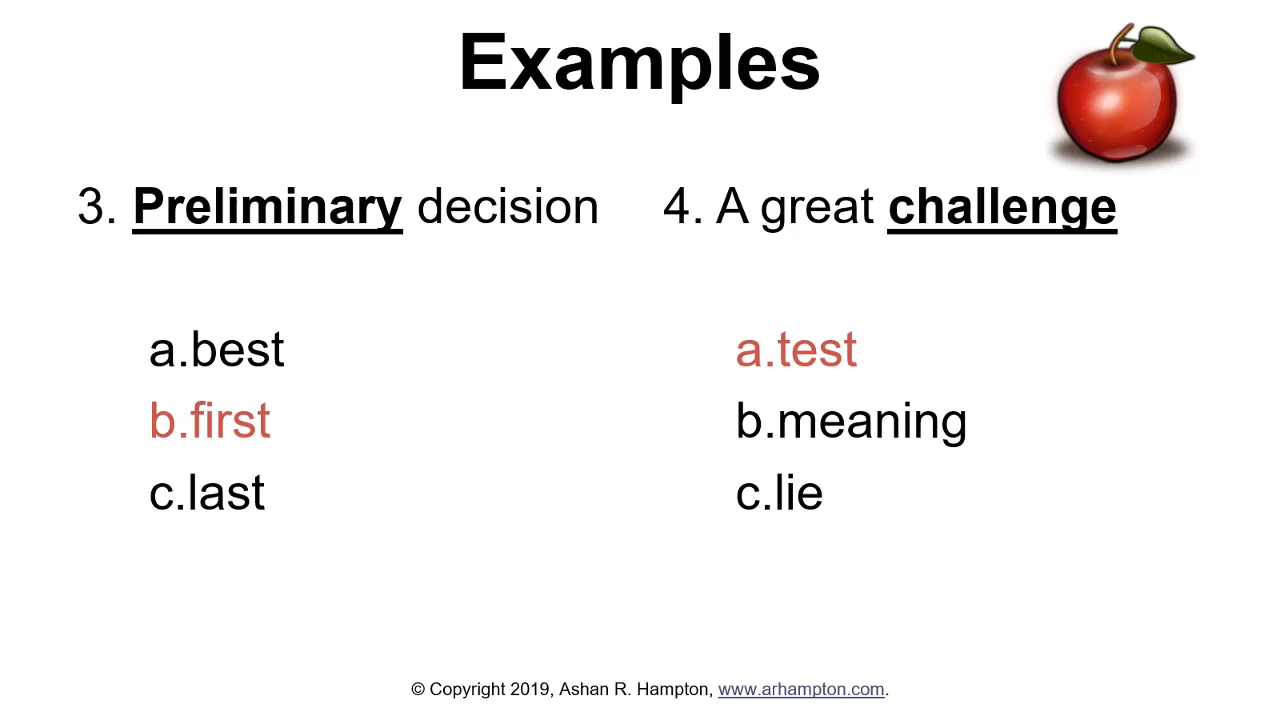 Examples
3. Preliminary decision
a.best
b.first
c.last
4. A great challenge
a.test
b.meaning
c.lie
© Copyright 2019, Ashan R. Hampton, www.arhampton.com.